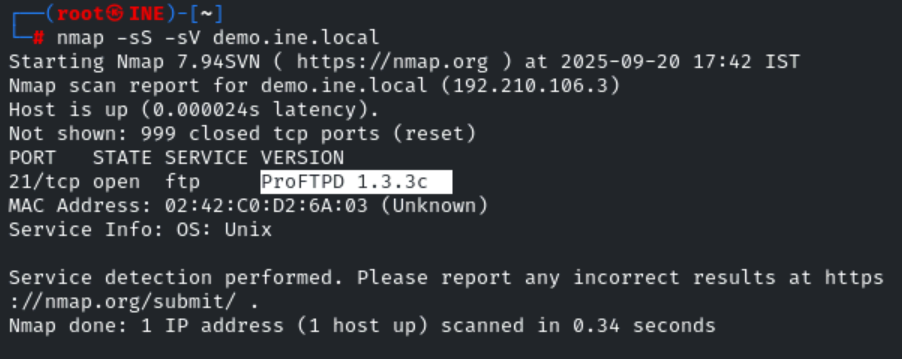 ┌──(root㉿INE)-[~]
└─# nmap -sS -sV demo.ine.local
Starting Nmap 7.94SVN ( https://nmap.org ) at 2025-09-20 17:42 IST
Nmap scan report for demo.ine.local (192.210.106.3)
Host is up (0.000024s latency).
Not shown: 999 closed tcp ports (reset)
PORT   STATE SERVICE VERSION
21/tcp open  ftp     ProFTPD 1.3.3c
MAC Address: 02:42:C0:D2:6A:03 (Unknown)
Service Info: OS: Unix
Service detection performed. Please report any incorrect results at https
://nmap.org/submit/ .
Nmap done: 1 IP address (1 host up) scanned in 0.34 seconds